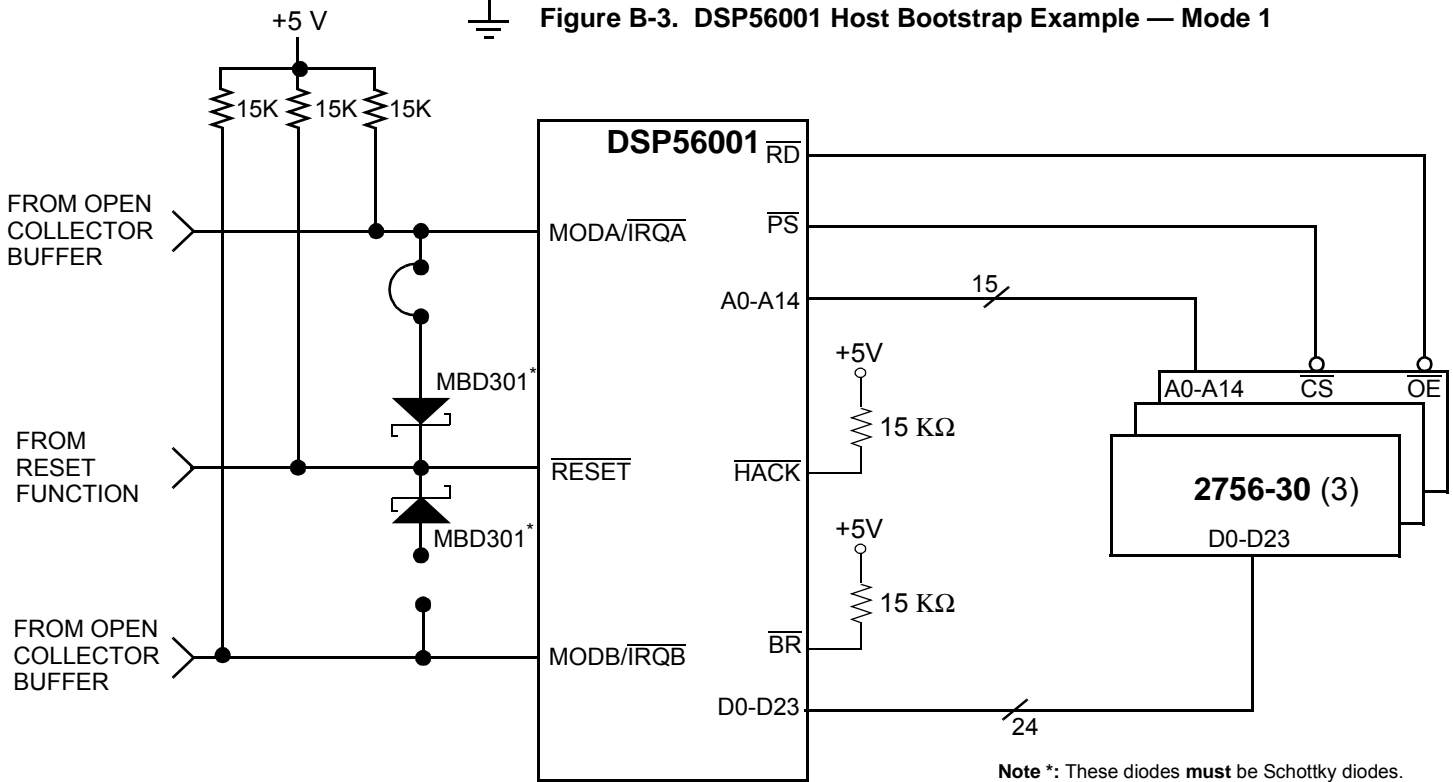 Figure B-3. DSP56001 Host Bootstrap Example — Mode 1
+5 V
15K
15K
15K
FROM OPEN
COLLECTOR
BUFFER
FROM
RESET
FUNCTION
FROM OPEN
COLLECTOR
BUFFER
MBD301*
MBD301*
DSP56001
MODA/IRQA
RESET
MODB/IRQB
RD
PS
A0-A14
HACK
BR
D0-D23
15
+5V
15 KΩ
+5V
15 KΩ
24
A0-A14
CS
OE
2756-30 (3)
D0-D23
Note *: These diodes must be Schottky diodes.